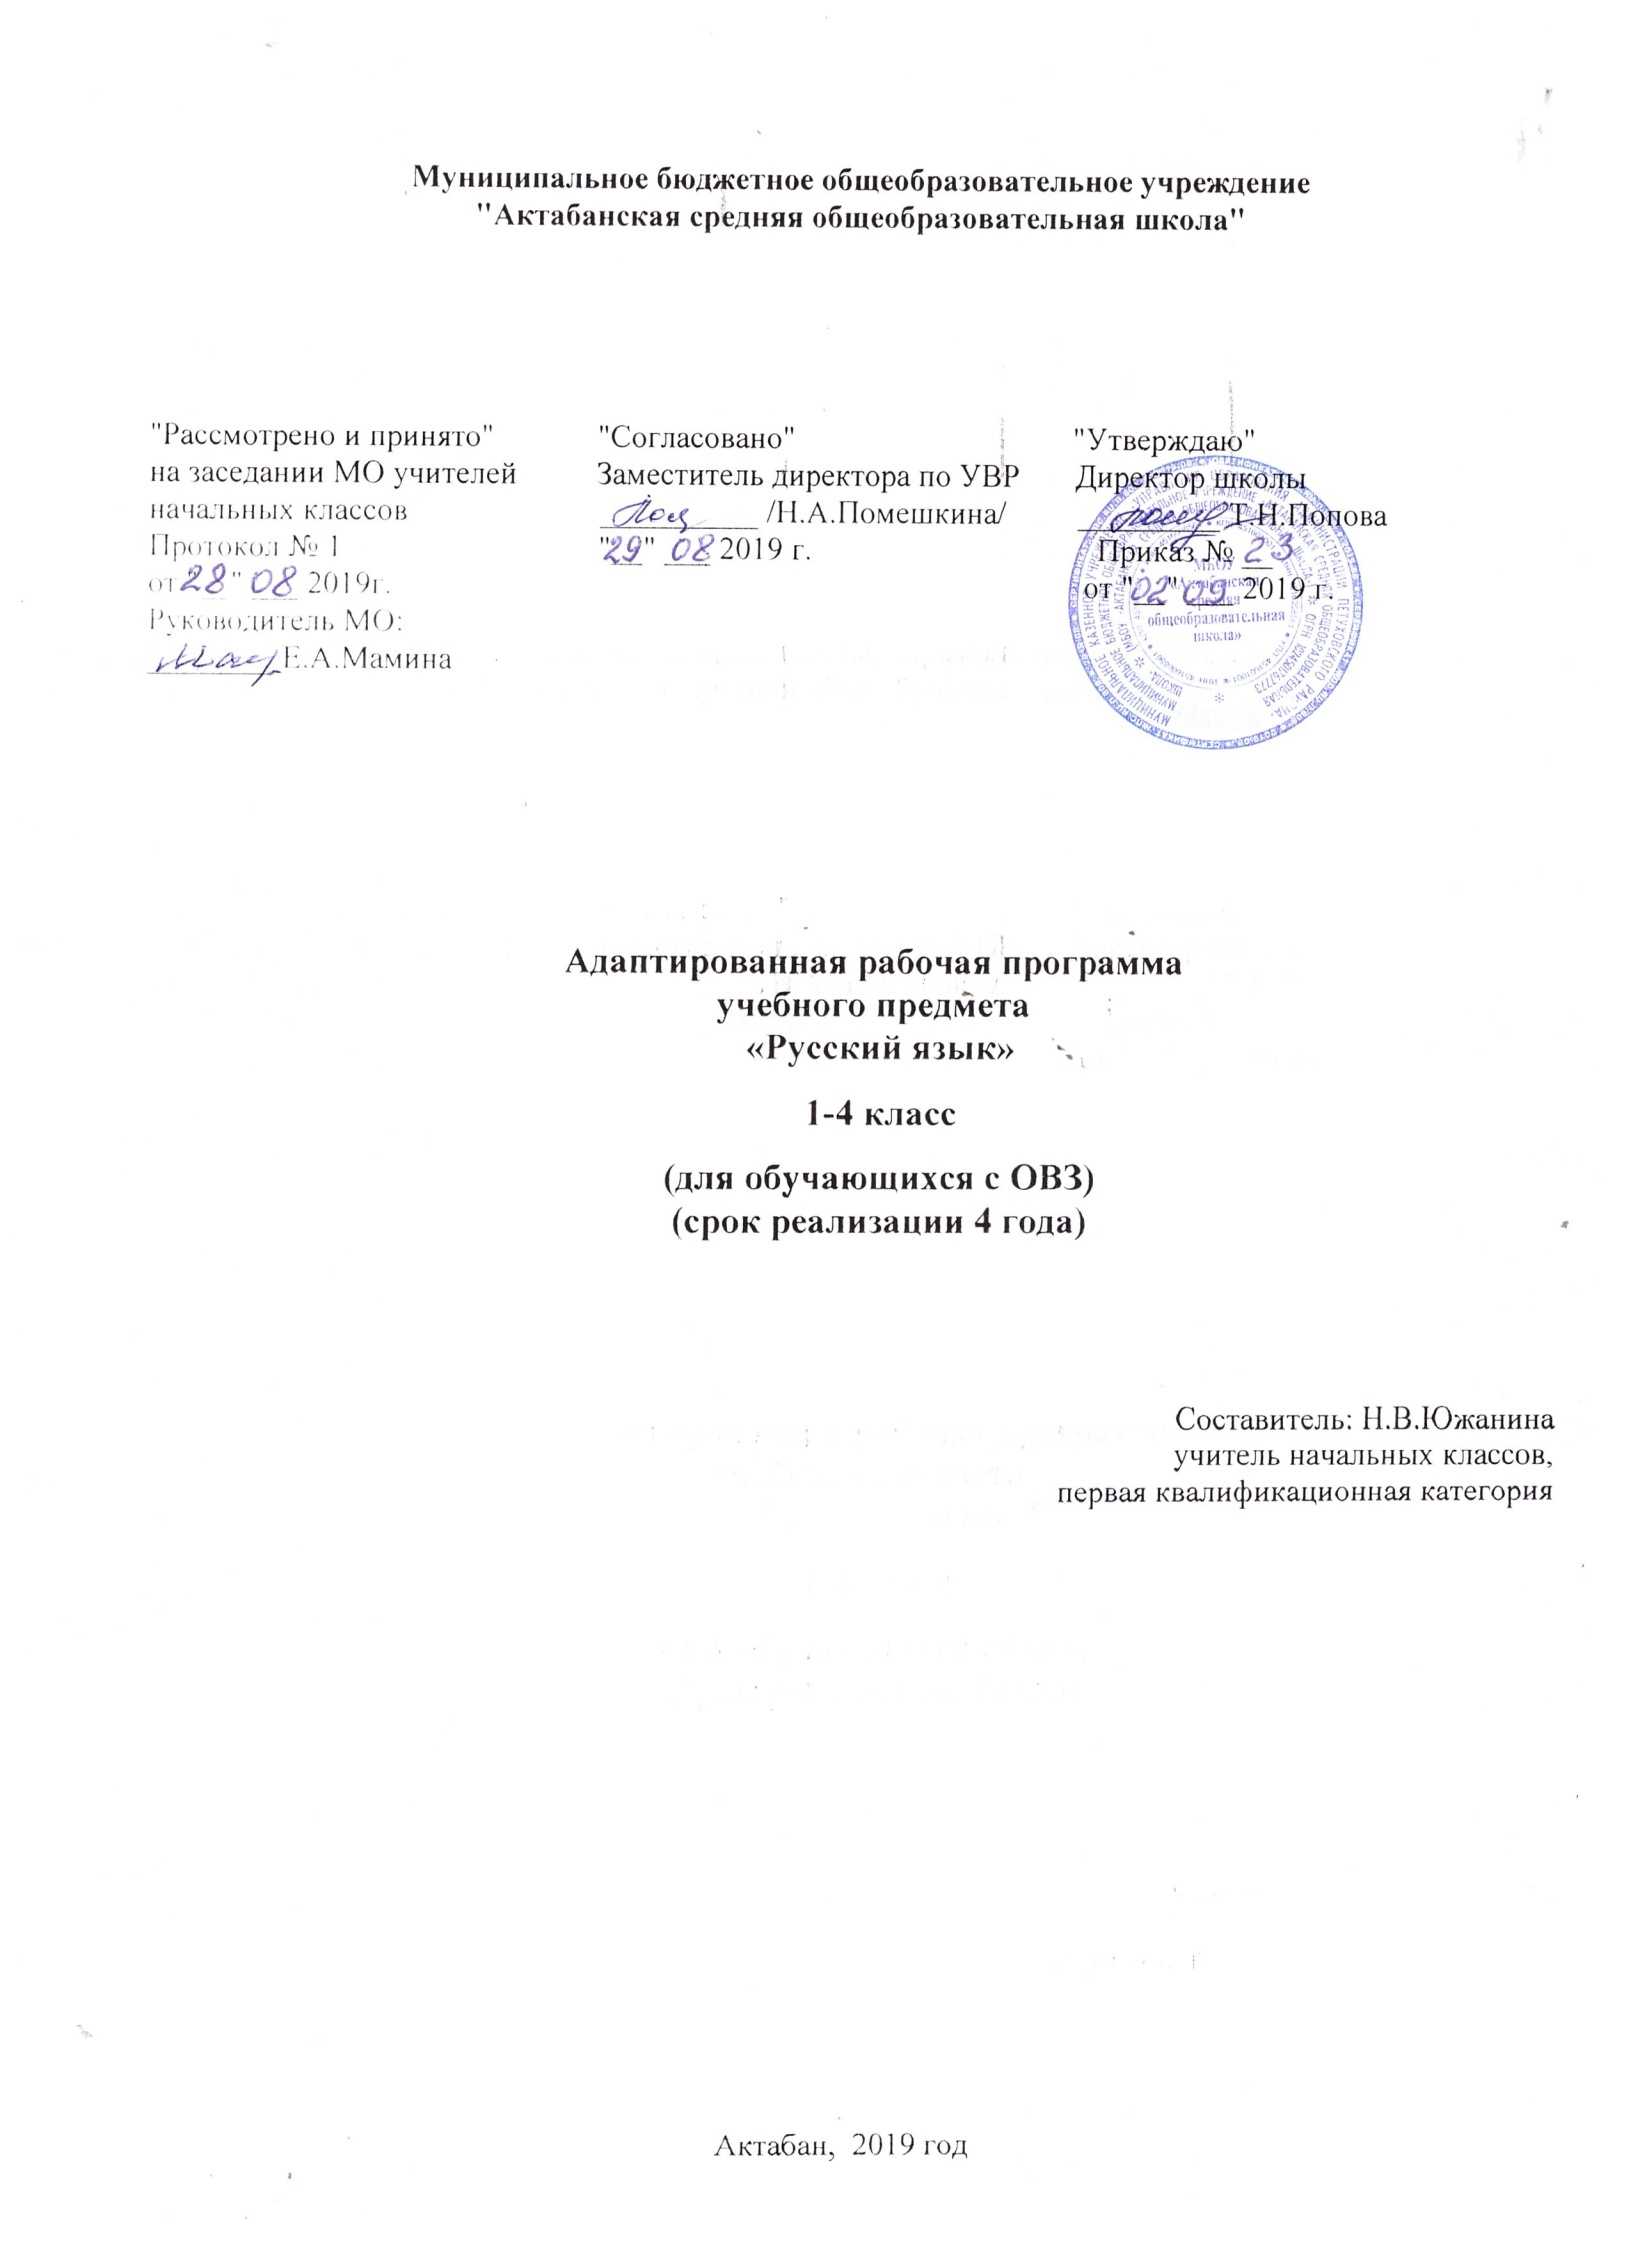 Муниципальное бюджетное общеобразовательное учреждение
"Актабанская средняя общеобразовательная школа"
"Рассмотрено и принято"
на заседании МО учителей
начальных классов
Протокол № 1
от 28" 08 2019г.
Руководитель МО:
Е.А.Мамина
"Согласовано"
Заместитель директора по УВР
/Н.А.Помешкина/
"29" 08 2019 г.
"Утверждаю"
Директор школы
Т.Н.Попова
Приказ № 23
от "02" 09 2019 г.
общеобразовательная
школа»
Адаптированная рабочая программа
учебного предмета
«Русский язык»
1-4 класс
(для обучающихся с ОВЗ)
(срок реализации 4 года)
Составитель: Н.В.Южанина
учитель начальных классов,
первая квалификационная категория
Актабан, 2019 год